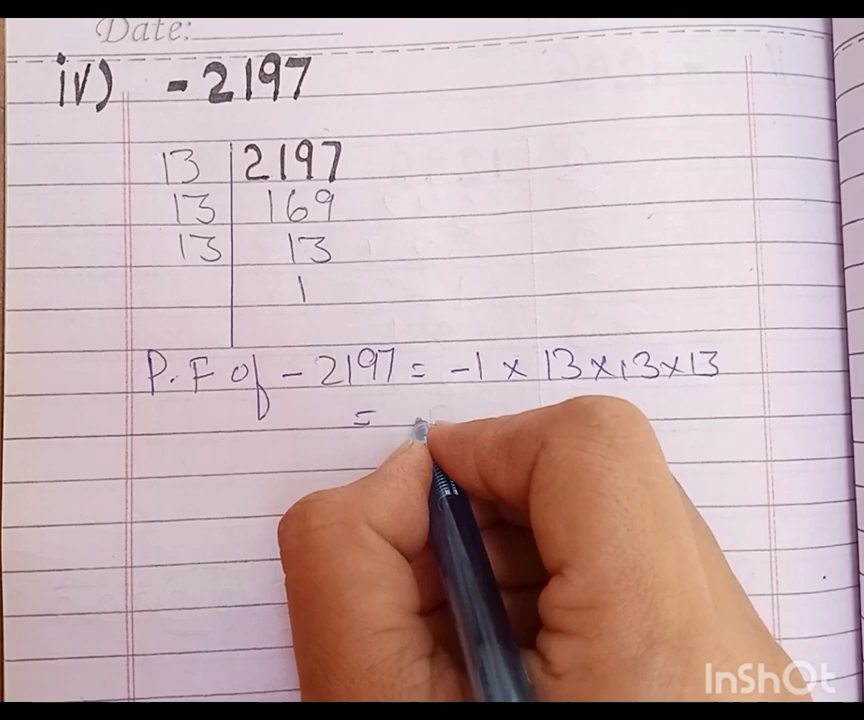 Date:
iv) - 2197
13 | 2197
13 | 169
13 | 13
1
P.F of - 2197 = -1 × 13 × 13 × 13
=
InShOt